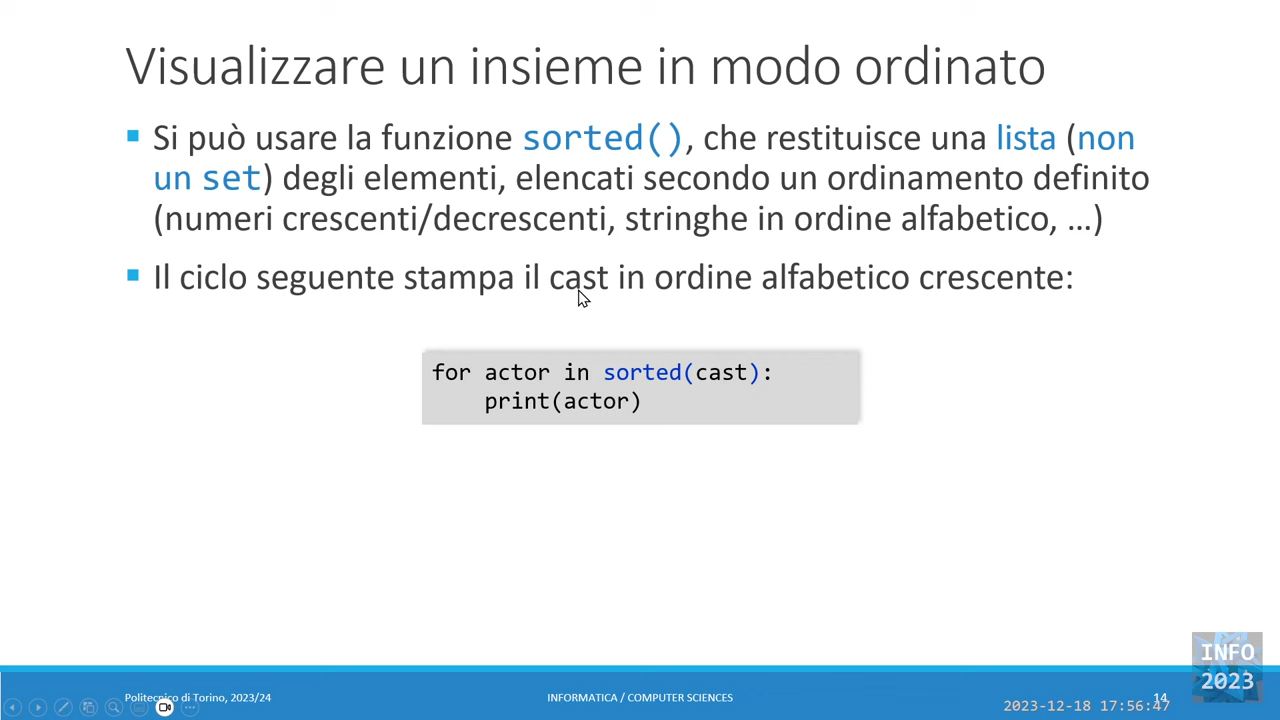 Visualizzare un insieme in modo ordinato
▪ Si può usare la funzione sorted(), che restituisce una lista (non
un set) degli elementi, elencati secondo un ordinamento definito
(numeri crescenti/decrescenti, stringhe in ordine alfabetico, …)
▪ Il ciclo seguente stampa il cast in ordine alfabetico crescente:
for actor in sorted(cast):
    print(actor)
INFO
2023
Politecnico di Torino, 2023/24
INFORMATICA / COMPUTER SCIENCES
14
2023-12-18 17:56:47